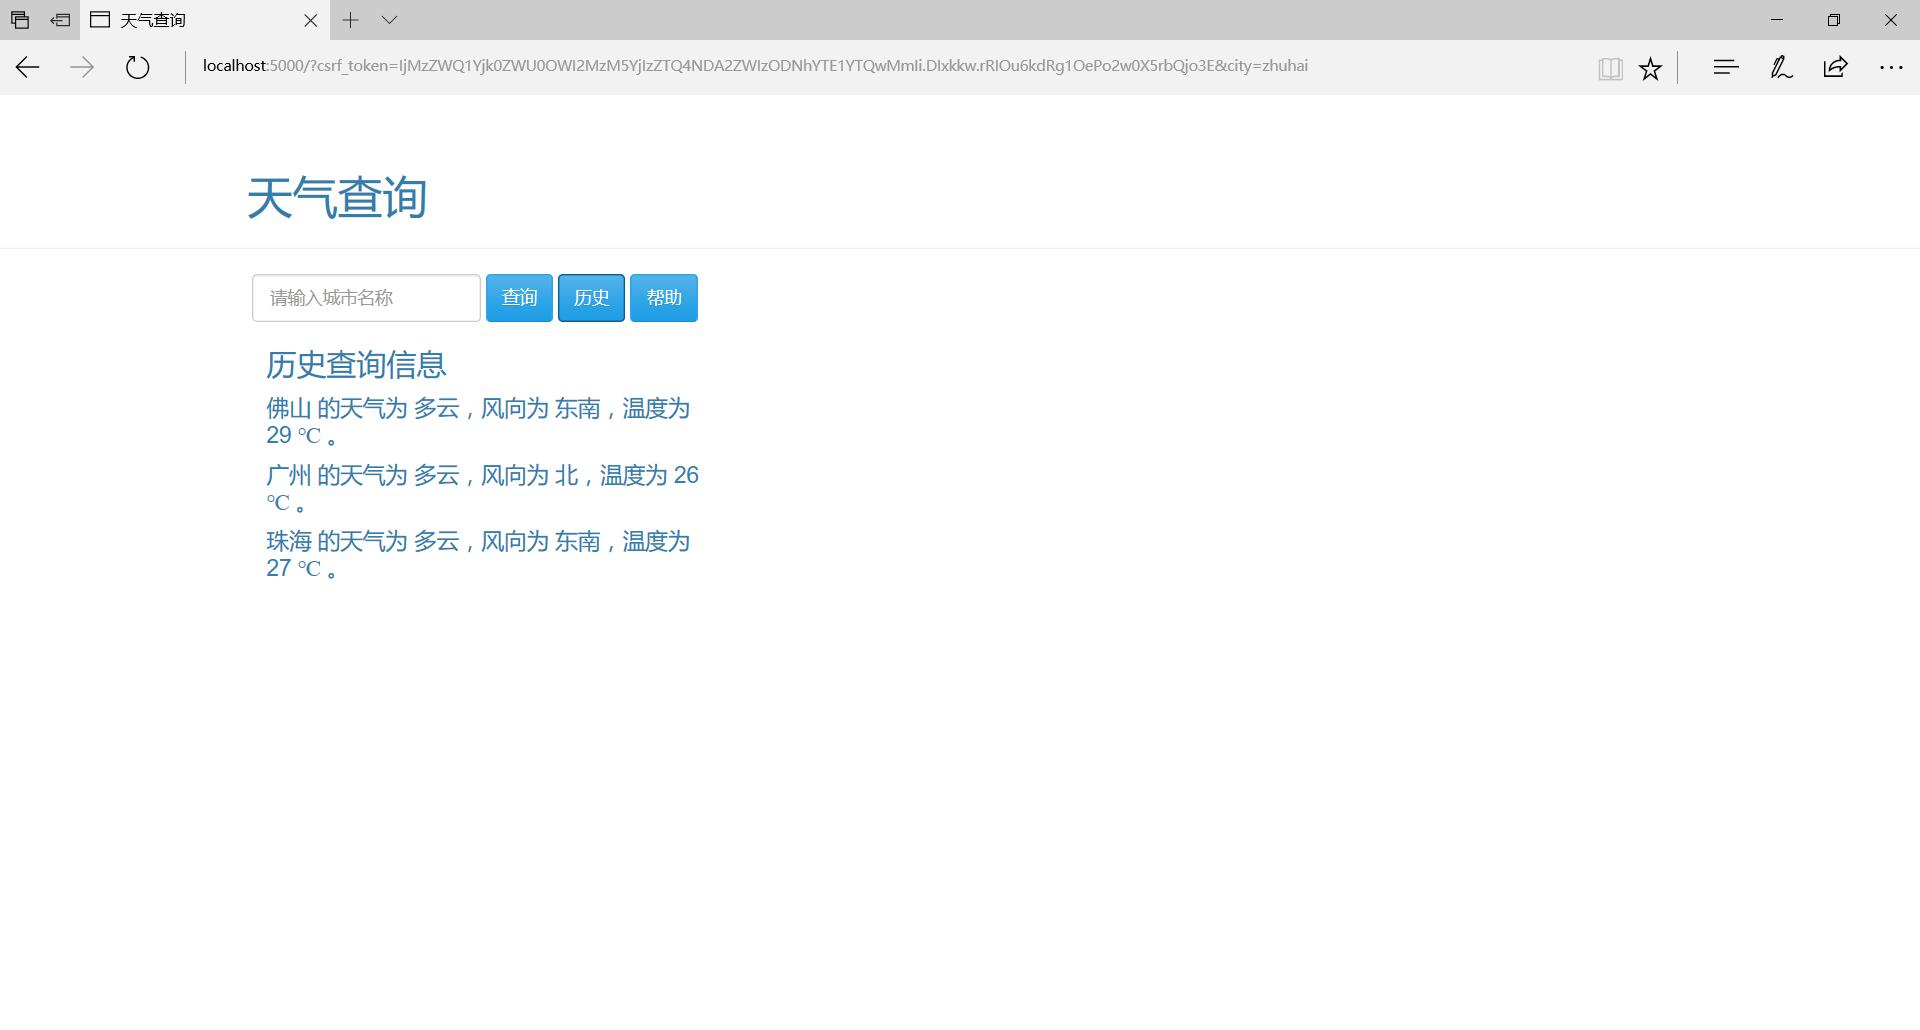 天气查询
localhost:5000/?csrf_token=IjMzZWQ1Yjk0ZWU0OWI2MzM5YjIzZTQ4NDA2ZWIzODNhYTE1YTQwMmIi.DIxkkw.rRIOu6kdRg1OePo2w0X5rbQjo3E&city=zhuhai
天气查询
请输入城市名称 查询 历史 帮助
历史查询信息
佛山 的天气为 多云，风向为 东南，温度为
29 ℃ 。
广州 的天气为 多云，风向为 北，温度为 26
℃ 。
珠海 的天气为 多云，风向为 东南，温度为
27 ℃ 。